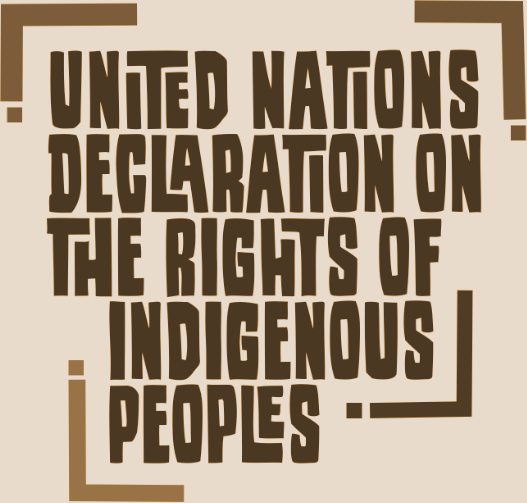 UNITED NATIONS
DECLARATION ON
THE RIGHTS OF
INDIGENOUS
PEOPLES